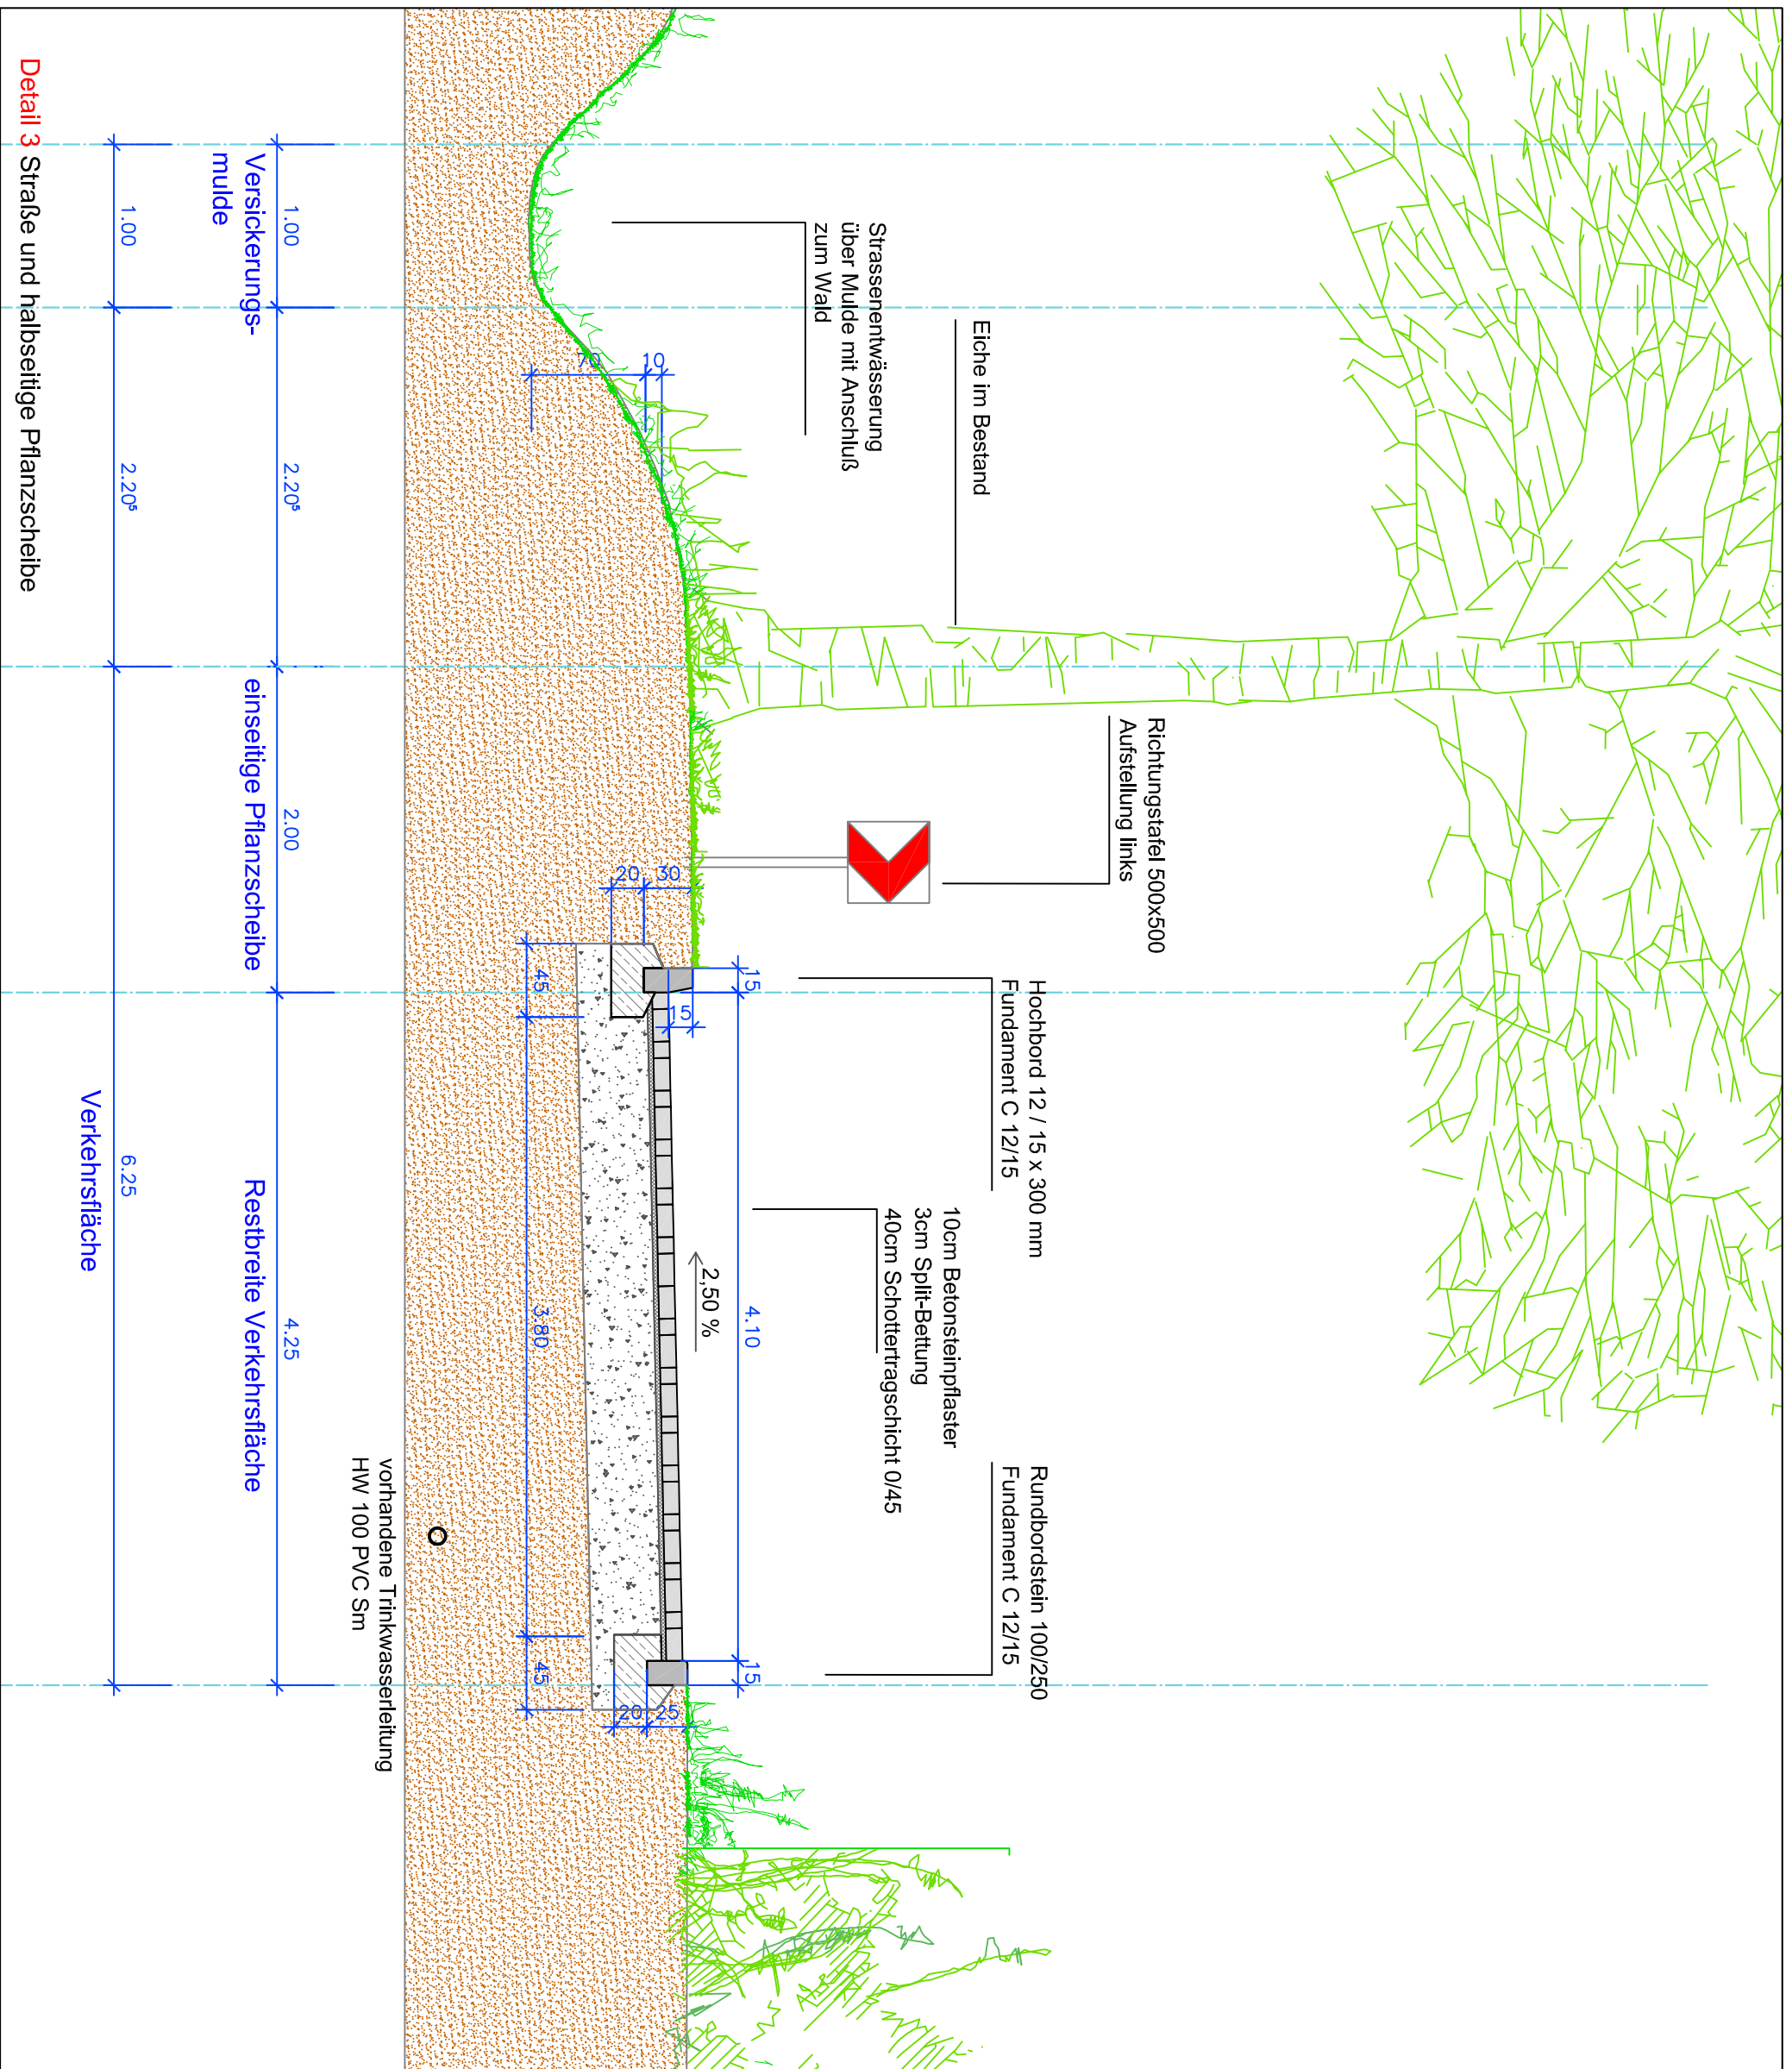 Eiche im Bestand
Strassenentwässerung
über Mulde mit Anschluß
zum Wald
Richtungstafel 500x500
Aufstellung links
Hochbord 12 / 15 x 300 mm
Fundament C 12/15
10cm Betonsteinpflaster
3cm Split-Bettung
40cm Schottertragschicht 0/45
Rundbordstein 100/250
Fundament C 12/15
15
4.10
15
2,50 %
10
70
30
20
15
25
20
45
3.80
45
vorhandene Trinkwasserleitung
HW 100 PVC Sm
1.00
2.20⁵
2.00
4.25
Versickerungs-
mulde
einseitige Pflanzscheibe
Restbreite Verkehrsfläche
1.00
2.20⁵
6.25
Verkehrsfläche
Detail 3 Straße und halbseitige Pflanzscheibe